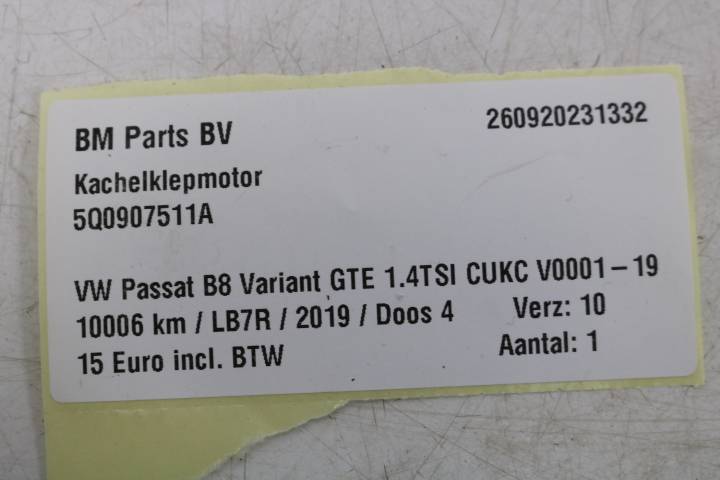 BM Parts BV 260920231332
Kachelklepmotor
5Q0907511A
VW Passat B8 Variant GTE 1.4TSI CUKC V0001-19
10006 km / LB7R / 2019 / Doos 4 Verz: 10
15 Euro incl. BTW Aantal: 1